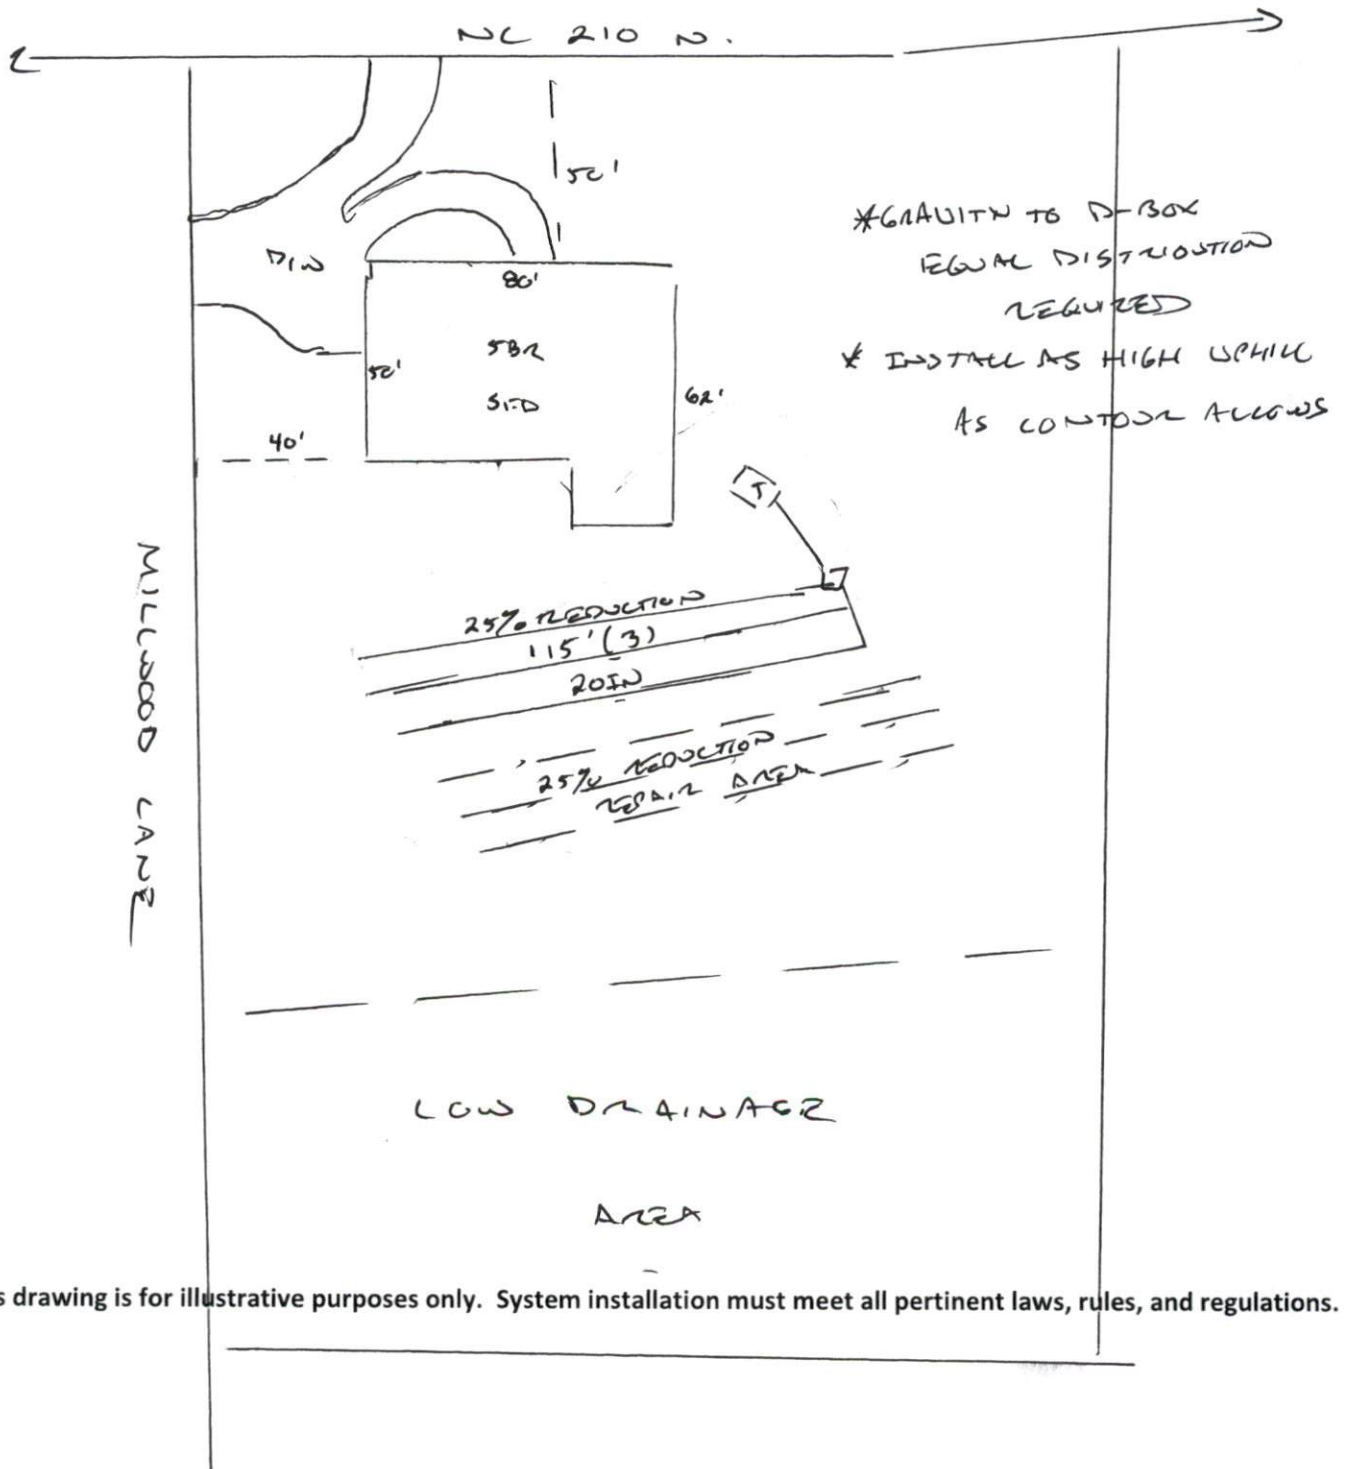 NC 210 N.
50'
*GRAVITY TO D-BOX
EQUAL DISTRIBUTION
REQUIRED
* INSTALL AS HIGH UPHILL
AS CONTOUR ALLOWS
D/W
80'
5BR
SFD
50'
62'
40'
T
MILLWOOD LANE
25% REDUCTION
115' (3)
20IN
25% REDUCTION
REPAIR AREA
LOW DRAINAGE
AREA
s drawing is for illustrative purposes only. System installation must meet all pertinent laws, rules, and regulations.